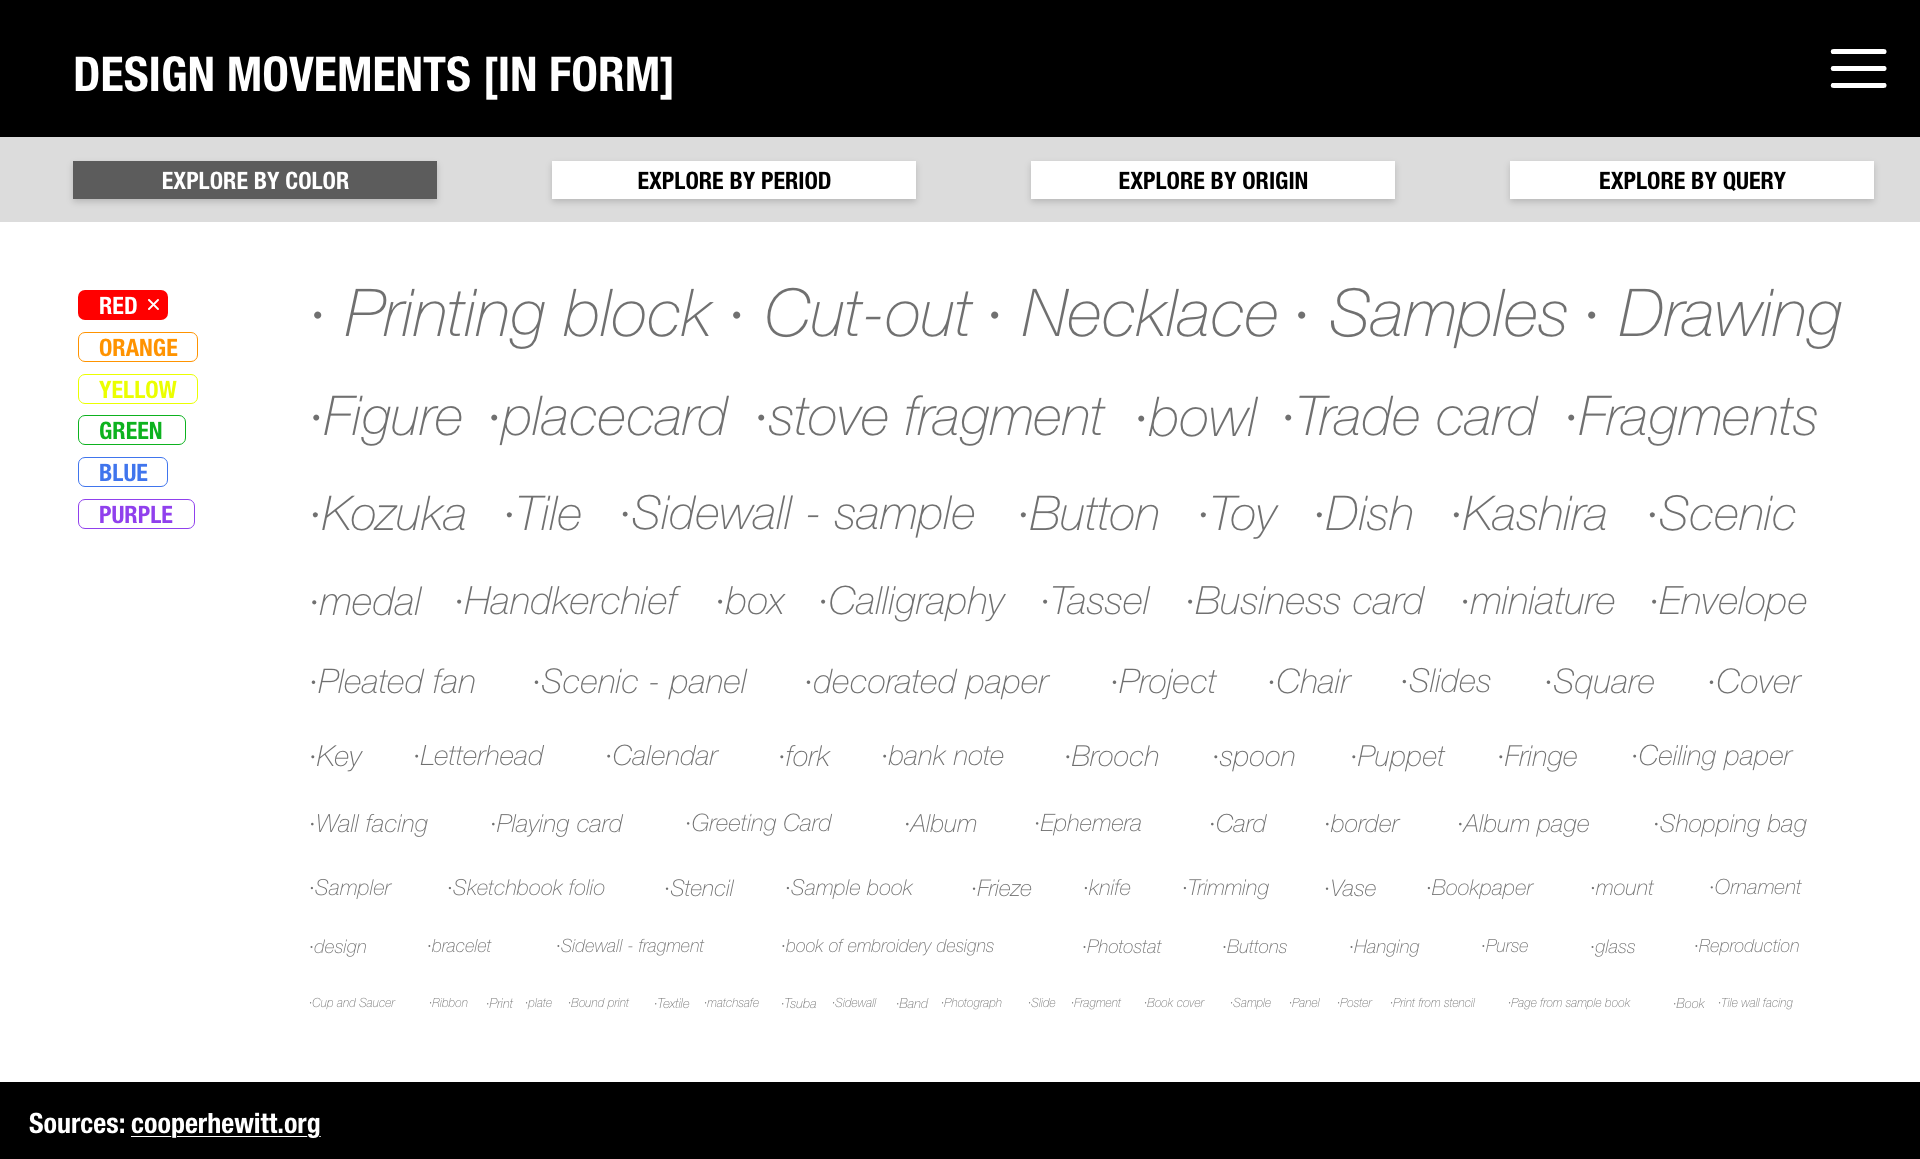 DESIGN MOVEMENTS [IN FORM]
EXPLORE BY COLOR
EXPLORE BY PERIOD
EXPLORE BY ORIGIN
EXPLORE BY QUERY
RED ×
ORANGE
YELLOW
GREEN
BLUE
PURPLE
· Printing block · Cut-out · Necklace · Samples · Drawing
·Figure ·placecard ·stove fragment ·bowl ·Trade card ·Fragments
·Kozuka ·Tile ·Sidewall - sample ·Button ·Toy ·Dish ·Kashira ·Scenic
·medal ·Handkerchief ·box ·Calligraphy ·Tassel ·Business card ·miniature ·Envelope
·Pleated fan ·Scenic - panel ·decorated paper ·Project ·Chair ·Slides ·Square ·Cover
·Key ·Letterhead ·Calendar ·fork ·bank note ·Brooch ·spoon ·Puppet ·Fringe ·Ceiling paper
·Wall facing ·Playing card ·Greeting Card ·Album ·Ephemera ·Card ·border ·Album page ·Shopping bag
·Sampler ·Sketchbook folio ·Stencil ·Sample book ·Frieze ·knife ·Trimming ·Vase ·Bookpaper ·mount ·Ornament
·design ·bracelet ·Sidewall - fragment ·book of embroidery designs ·Photostat ·Buttons ·Hanging ·Purse ·glass ·Reproduction
·Cup and Saucer ·Ribbon ·Print ·plate ·Bound print ·Textile ·matchsafe ·Tsuba ·Sidewall ·Band ·Photograph ·Slide ·Fragment ·Book cover ·Sample ·Panel ·Poster ·Print from stencil ·Page from sample book ·Book ·Tile wall facing
Sources: cooperhewitt.org